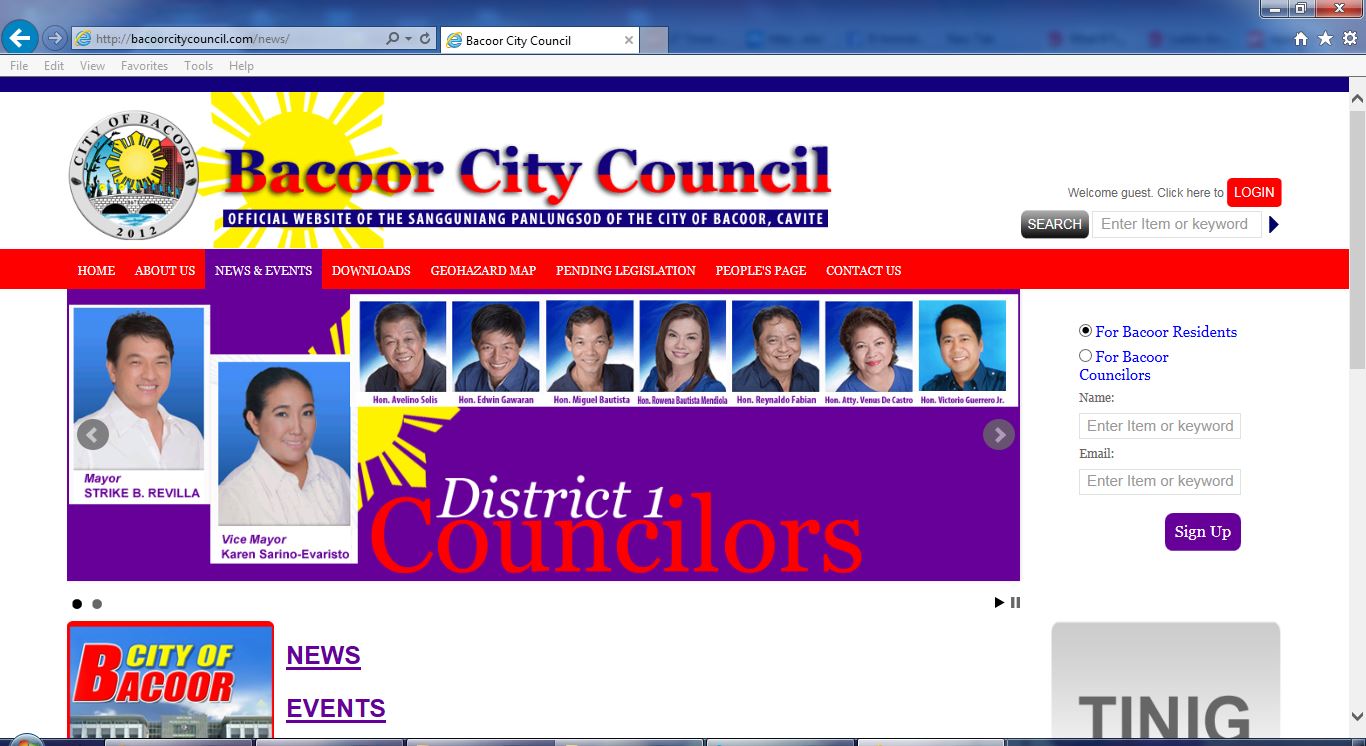 http://bacoorcitycouncil.com/news/
Bacoor City Council
File Edit View Favorites Tools Help
CITY OF BACOOR
2012
Bacoor City Council
OFFICIAL WEBSITE OF THE SANGGUNIANG PANLUNGSOD OF THE CITY OF BACOOR, CAVITE
Welcome guest. Click here to LOGIN
SEARCH Enter Item or keyword
HOME ABOUT US NEWS & EVENTS DOWNLOADS GEOHAZARD MAP PENDING LEGISLATION PEOPLE'S PAGE CONTACT US
Hon. Avelino Solis Hon. Edwin Gawaran Hon. Miguel Bautista Hon. Rowena Bautista Mendiola Hon. Reynaldo Fabian Hon. Atty. Venus De Castro Hon. Victorio Guerrero Jr.
Mayor
STRIKE B. REVILLA
Vice Mayor
Karen Sarino-Evaristo
District 1
Councilors
For Bacoor Residents
For Bacoor
Councilors
Name:
Enter Item or keyword
Email:
Enter Item or keyword
Sign Up
CITY OF
BACOOR
NEWS
EVENTS
TINIG